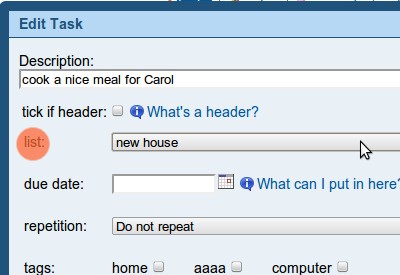 Edit Task
Description:
cook a nice meal for Carol
tick if header: What's a header?
list: new house
due date: What can I put in here?
repetition: Do not repeat
tags: home aaaa computer